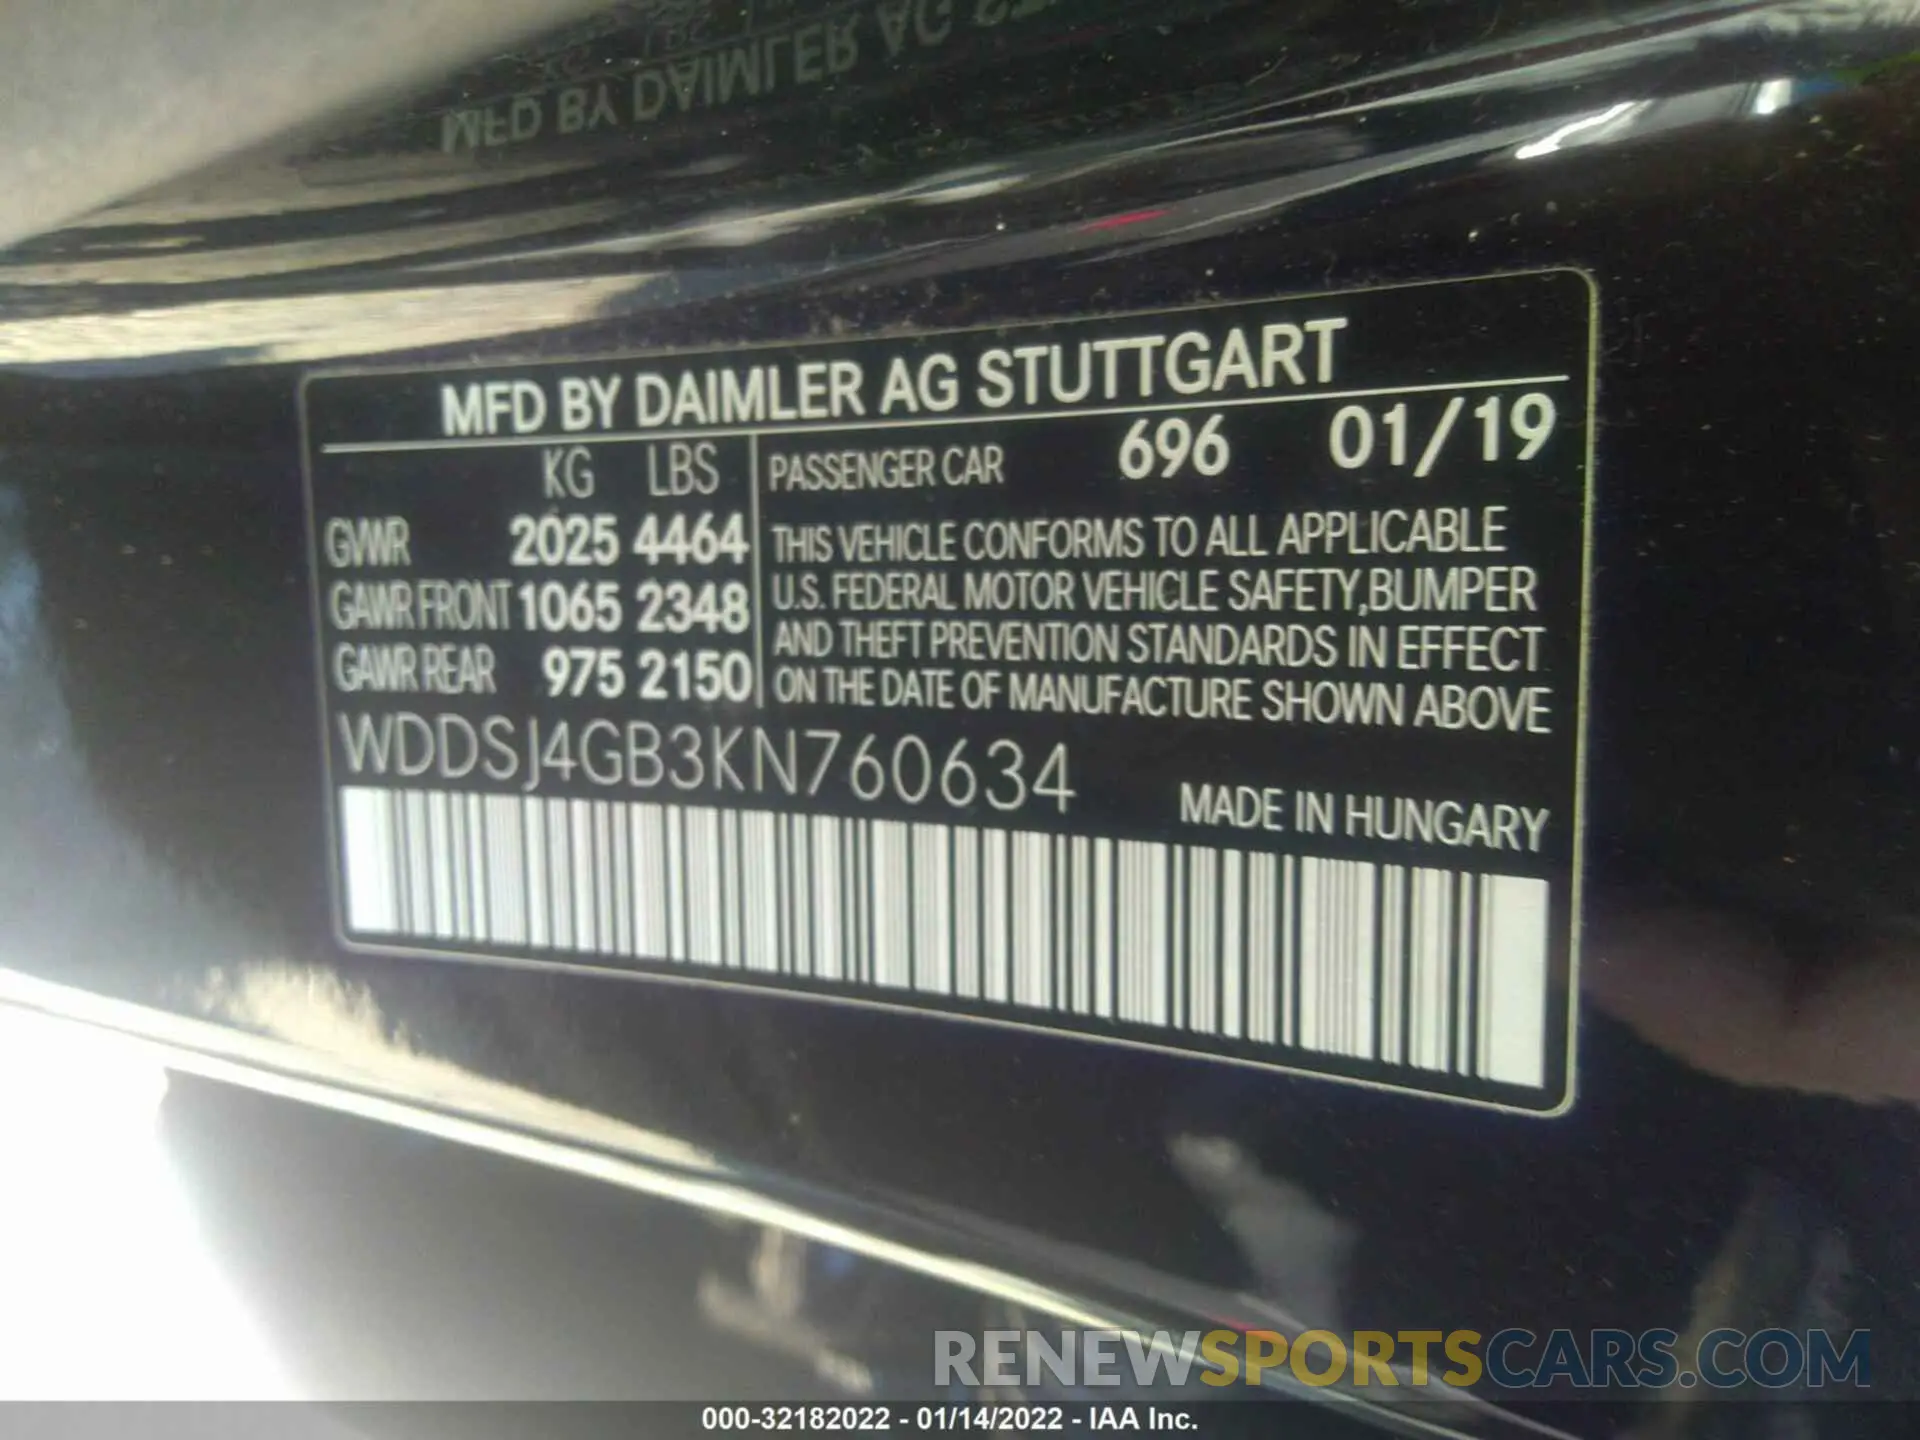 MFD BY DAIMLER AG
MFD BY DAIMLER AG STUTTGART
KG LBS
GVWR 2025 4464
GAWR FRONT 1065 2348
GAWR REAR 975 2150
PASSENGER CAR 696 01/19
THIS VEHICLE CONFORMS TO ALL APPLICABLE
U.S. FEDERAL MOTOR VEHICLE SAFETY,BUMPER
AND THEFT PREVENTION STANDARDS IN EFFECT
ON THE DATE OF MANUFACTURE SHOWN ABOVE
WDDSJ4GB3KN760634
MADE IN HUNGARY
RENEWSPORTSCARS.COM
000-32182022 - 01/14/2022 - IAA Inc.